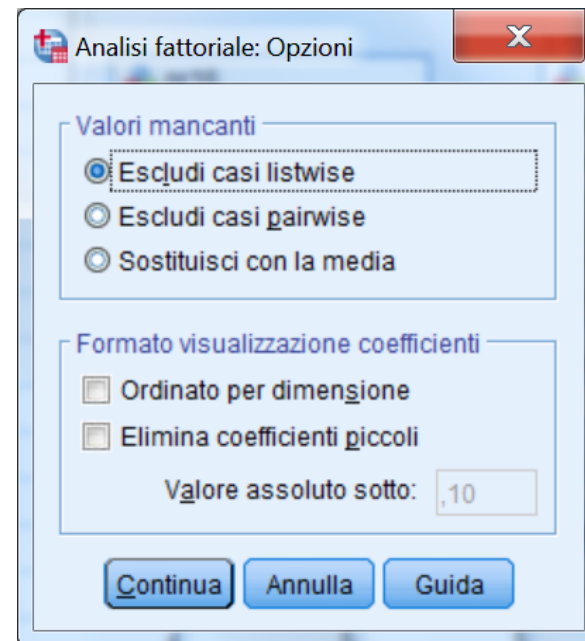 Analisi fattoriale: Opzioni
Valori mancanti
Escludi casi listwise
Escludi casi pairwise
Sostituisci con la media
Formato visualizzazione coefficienti
Ordinato per dimensione
Elimina coefficienti piccoli
Valore assoluto sotto: ,10
Continua Annulla Guida